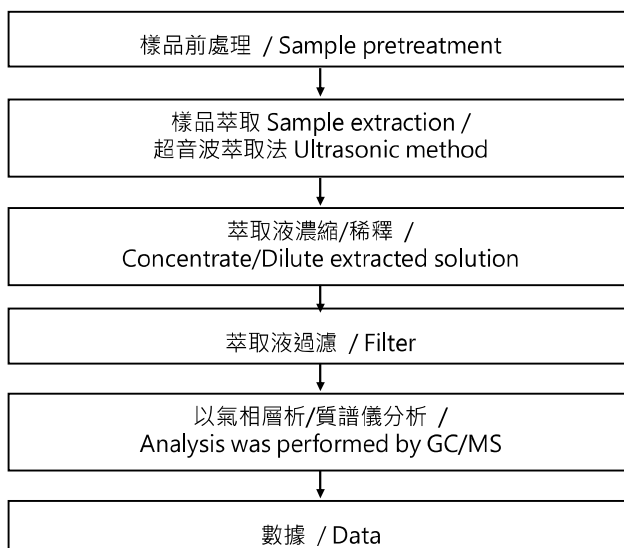 樣品前處理 / Sample pretreatment
樣品萃取 Sample extraction /
超音波萃取法 Ultrasonic method
萃取液濃縮/稀釋 /
Concentrate/Dilute extracted solution
萃取液過濾 / Filter
以氣相層析/質譜儀分析 /
Analysis was performed by GC/MS
數據 / Data